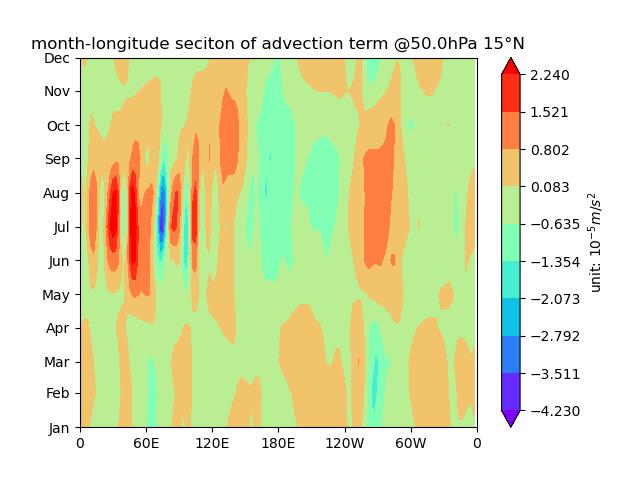 month-longitude seciton of advection term @50.0hPa 15°N
Dec
Nov
Oct
Sep
Aug
Jul
Jun
May
Apr
Mar
Feb
Jan
0 60E 120E 180E 120W 60W 0
2.240
1.521
0.802
0.083
−0.635
−1.354
−2.073
−2.792
−3.511
−4.230
unit: 10⁻⁵m/s²